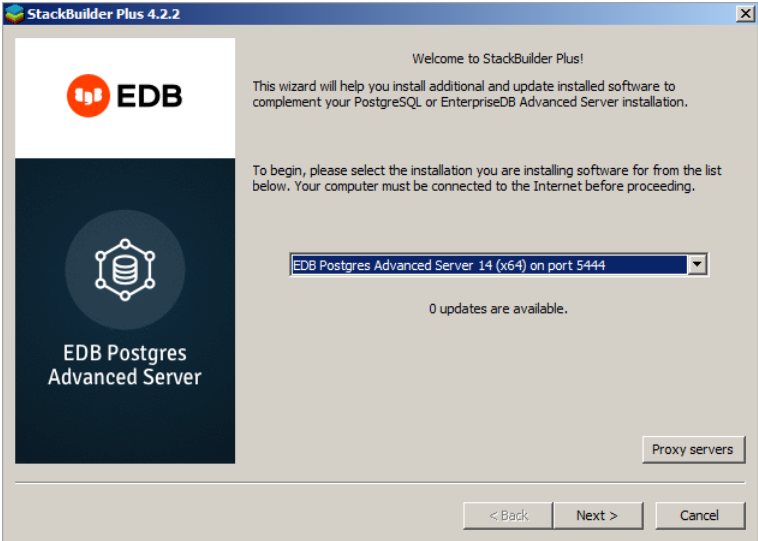 StackBuilder Plus 4.2.2
EDB
EDB Postgres
Advanced Server
Welcome to StackBuilder Plus!
This wizard will help you install additional and update installed software to
complement your PostgreSQL or EnterpriseDB Advanced Server installation.
To begin, please select the installation you are installing software for from the list
below. Your computer must be connected to the Internet before proceeding.
EDB Postgres Advanced Server 14 (x64) on port 5444
0 updates are available.
Proxy servers
< Back
Next >
Cancel